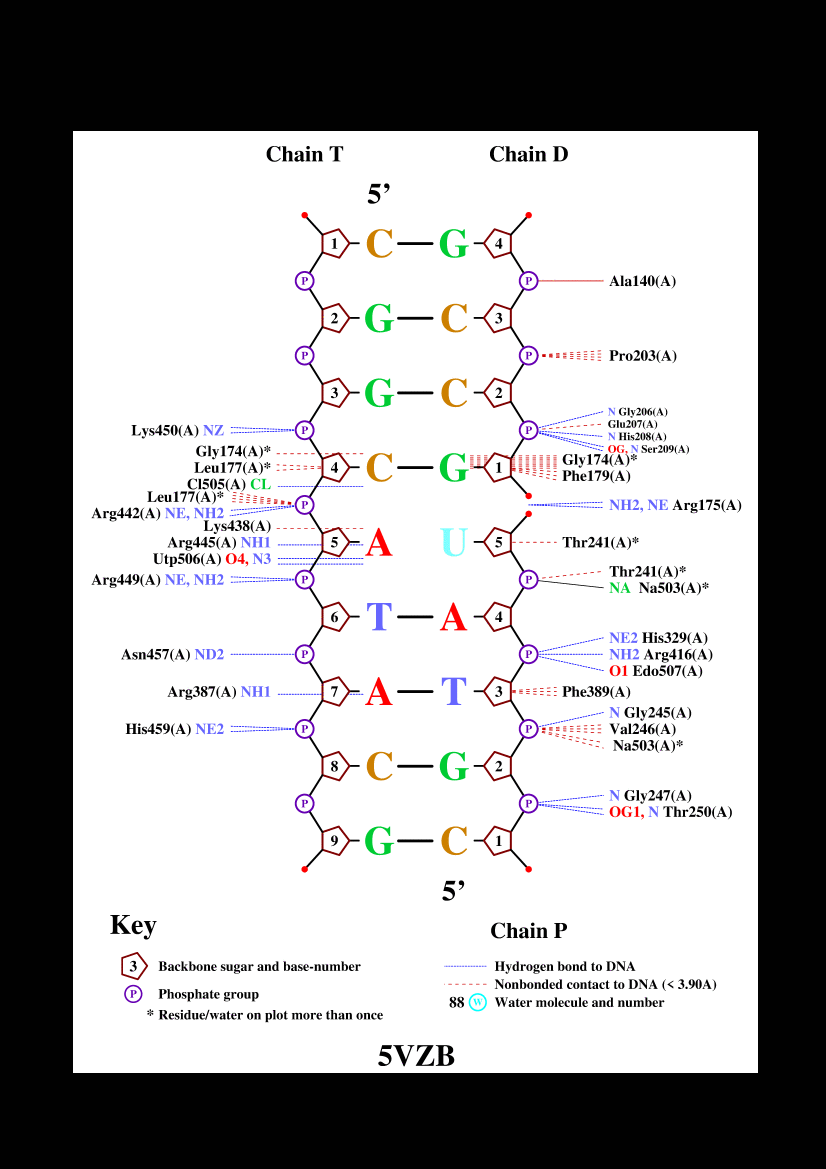 Chain T Chain D
5’
1 C G 4
P P Ala140(A)
2 G C 3
P P Pro203(A)
3 G C 2
N Gly206(A)
Glu207(A)
Lys450(A) NZ P P N His208(A)
OG, N Ser209(A)
Gly174(A)* Gly174(A)*
Leu177(A)* 4 C G 1
Phe179(A)
Cl505(A) CL
Leu177(A)*
P NH2, NE Arg175(A)
Arg442(A) NE, NH2
Lys438(A)
Arg445(A) NH1 5 A U 5 Thr241(A)*
Utp506(A) O4, N3
Thr241(A)*
Arg449(A) NE, NH2 P P
NA Na503(A)*
6 T A 4
NE2 His329(A)
Asn457(A) ND2 P P NH2 Arg416(A)
O1 Edo507(A)
Arg387(A) NH1 7 A T 3 Phe389(A)
N Gly245(A)
His459(A) NE2 P P Val246(A)
Na503(A)*
8 C G 2
N Gly247(A)
P P
OG1, N Thr250(A)
9 G C 1
5’
Key Chain P
3 Backbone sugar and base-number
Hydrogen bond to DNA
Nonbonded contact to DNA (< 3.90A)
P Phosphate group
88 W Water molecule and number
* Residue/water on plot more than once
5VZB